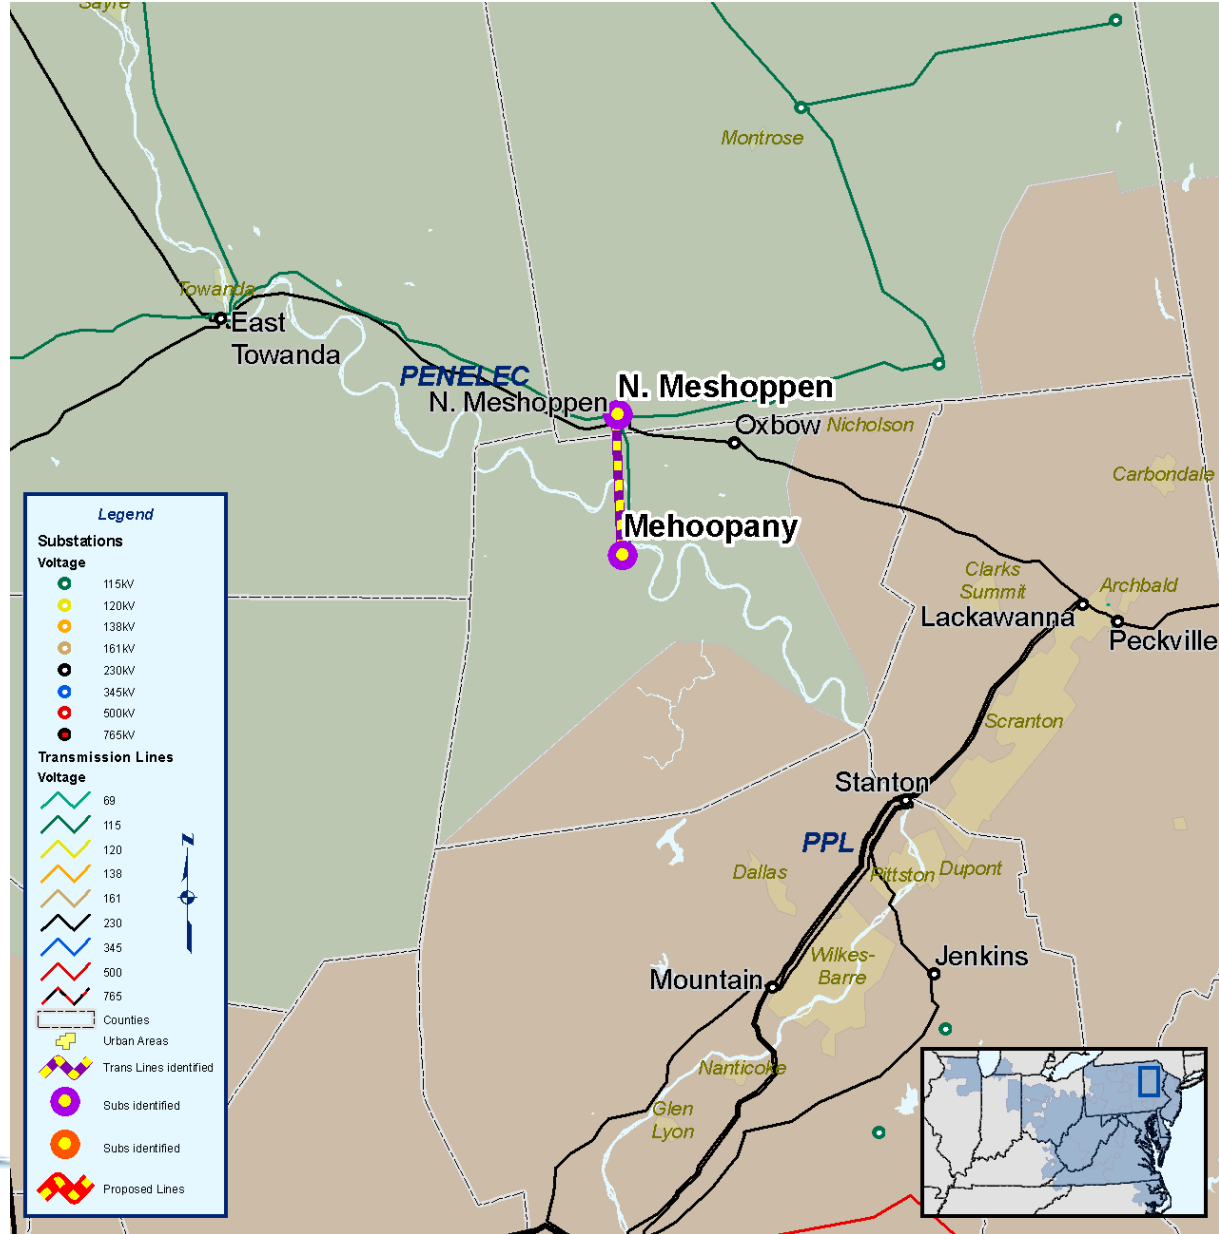 Sayre
Montrose
Towanda
East
Towanda
PENELEC
N. Meshoppen
N. Meshoppen
Oxbow
Nicholson
Carbondale
Mehoopany
Clarks
Summit
Archbald
Lackawanna
Peckville
Scranton
Stanton
PPL
Dallas
Pittston
Dupont
Wilkes-
Barre
Jenkins
Mountain
Nanticoke
Glen
Lyon
Legend
Substations
Voltage
115kV
120kV
138kV
161kV
230kV
345kV
500kV
765kV
Transmission Lines
Voltage
69
115
120
138
161
230
345
500
765
Counties
Urban Areas
Trans Lines identified
Subs identified
Subs identified
Proposed Lines
N